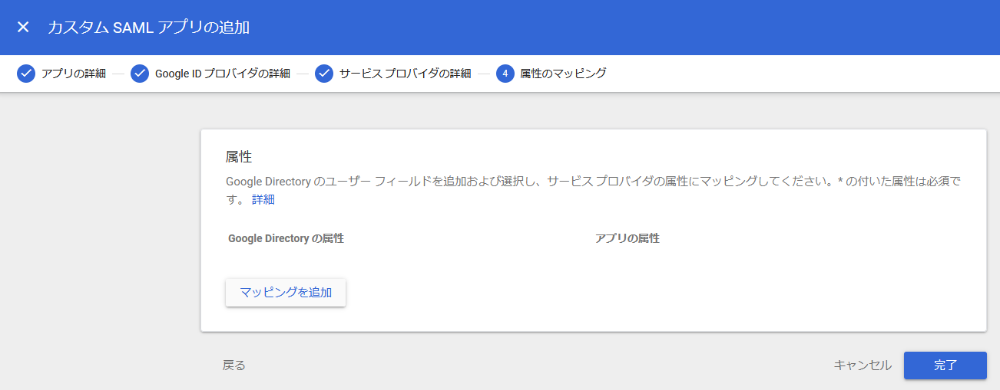 カスタム SAML アプリの追加
アプリの詳細
Google ID プロバイダの詳細
サービス プロバイダの詳細
4 属性のマッピング
属性
Google Directory のユーザー フィールドを追加および選択し、サービス プロバイダの属性にマッピングしてください。* の付いた属性は必須で
す。 詳細
Google Directory の属性
アプリの属性
マッピングを追加
戻る
キャンセル
完了